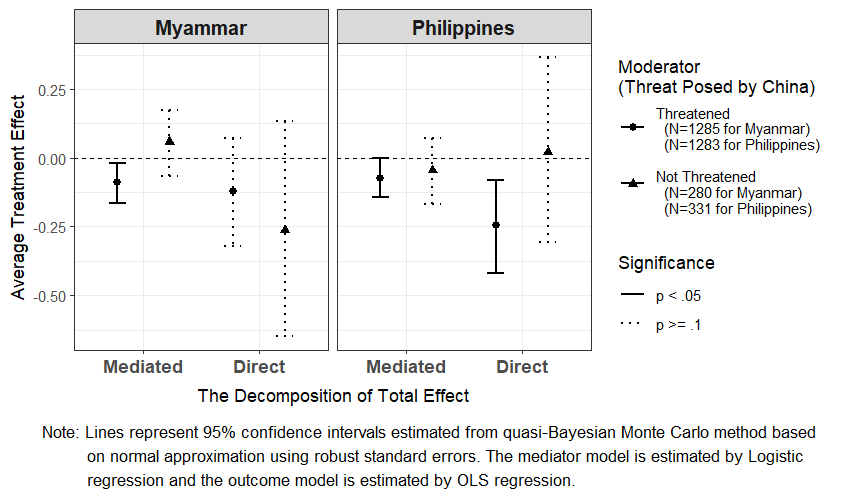 Mymanmar
Philippines
Average Treatment Effect
0.25
0.00
-0.25
-0.50
Mediated
Direct
Mediated
Direct
The Decomposition of Total Effect
Moderator
(Threat Posed by China)
Threatened
(N=1285 for Myanmar)
(N=1283 for Philippines)
Not Threatened
(N=280 for Myanmar)
(N=331 for Philippines)
Significance
p < .05
p >= .1
Note: Lines represent 95% confidence intervals estimated from quasi-Bayesian Monte Carlo method based
on normal approximation using robust standard errors. The mediator model is estimated by Logistic
regression and the outcome model is estimated by OLS regression.